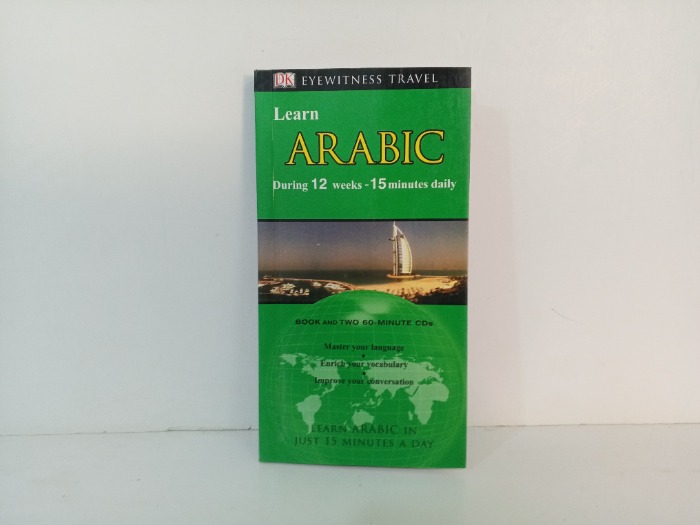 DK EYEWITNESS TRAVEL
Learn
ARABIC
During 12 weeks - 15 minutes daily
BOOK AND TWO 60-MINUTE CDs
Master your language
•
Enrich your vocabulary
•
Improve your conversation
LEARN ARABIC IN
JUST 15 MINUTES A DAY